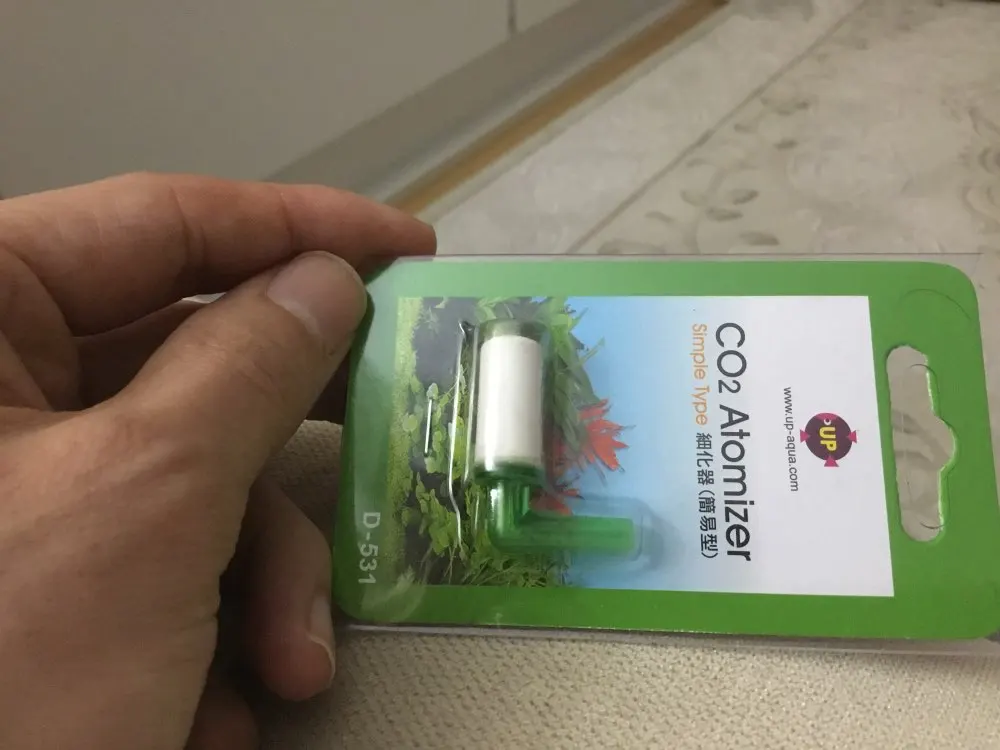 UP
www.up-aqua.com
CO2 Atomizer
Simple Type 細化器(簡易型)
D-531